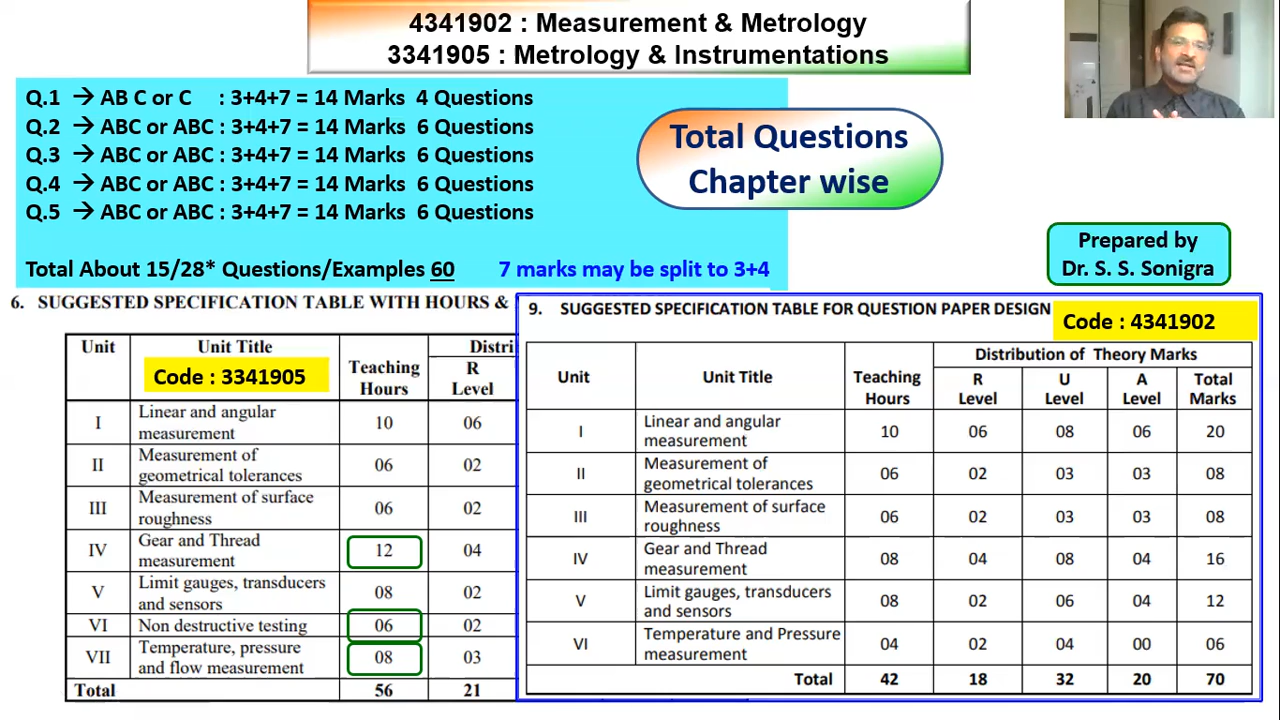 4341902 : Measurement & Metrology
3341905 : Metrology & Instrumentations
Q.1 → AB C or C : 3+4+7 = 14 Marks 4 Questions
Q.2 → ABC or ABC : 3+4+7 = 14 Marks 6 Questions
Q.3 → ABC or ABC : 3+4+7 = 14 Marks 6 Questions
Q.4 → ABC or ABC : 3+4+7 = 14 Marks 6 Questions
Q.5 → ABC or ABC : 3+4+7 = 14 Marks 6 Questions
Total About 15/28* Questions/Examples 60 7 marks may be split to 3+4
Total Questions
Chapter wise
Prepared by
Dr. S. S. Sonigra
6. SUGGESTED SPECIFICATION TABLE WITH HOURS &
Unit Unit Title Teaching Hours Distri
R Level
Code : 3341905
I Linear and angular measurement 10 06
II Measurement of geometrical tolerances 06 02
III Measurement of surface roughness 06 02
IV Gear and Thread measurement 12 04
V Limit gauges, transducers and sensors 08 02
VI Non destructive testing 06 02
VII Temperature, pressure and flow measurement 08 03
Total 56 21
9. SUGGESTED SPECIFICATION TABLE FOR QUESTION PAPER DESIGN
Code : 4341902
Unit Unit Title Teaching Hours Distribution of Theory Marks
R Level U Level A Level Total Marks
I Linear and angular measurement 10 06 08 06 20
II Measurement of geometrical tolerances 06 02 03 03 08
III Measurement of surface roughness 06 02 03 03 08
IV Gear and Thread measurement 08 04 08 04 16
V Limit gauges, transducers and sensors 08 02 06 04 12
VI Temperature and Pressure measurement 04 02 04 00 06
Total 42 18 32 20 70